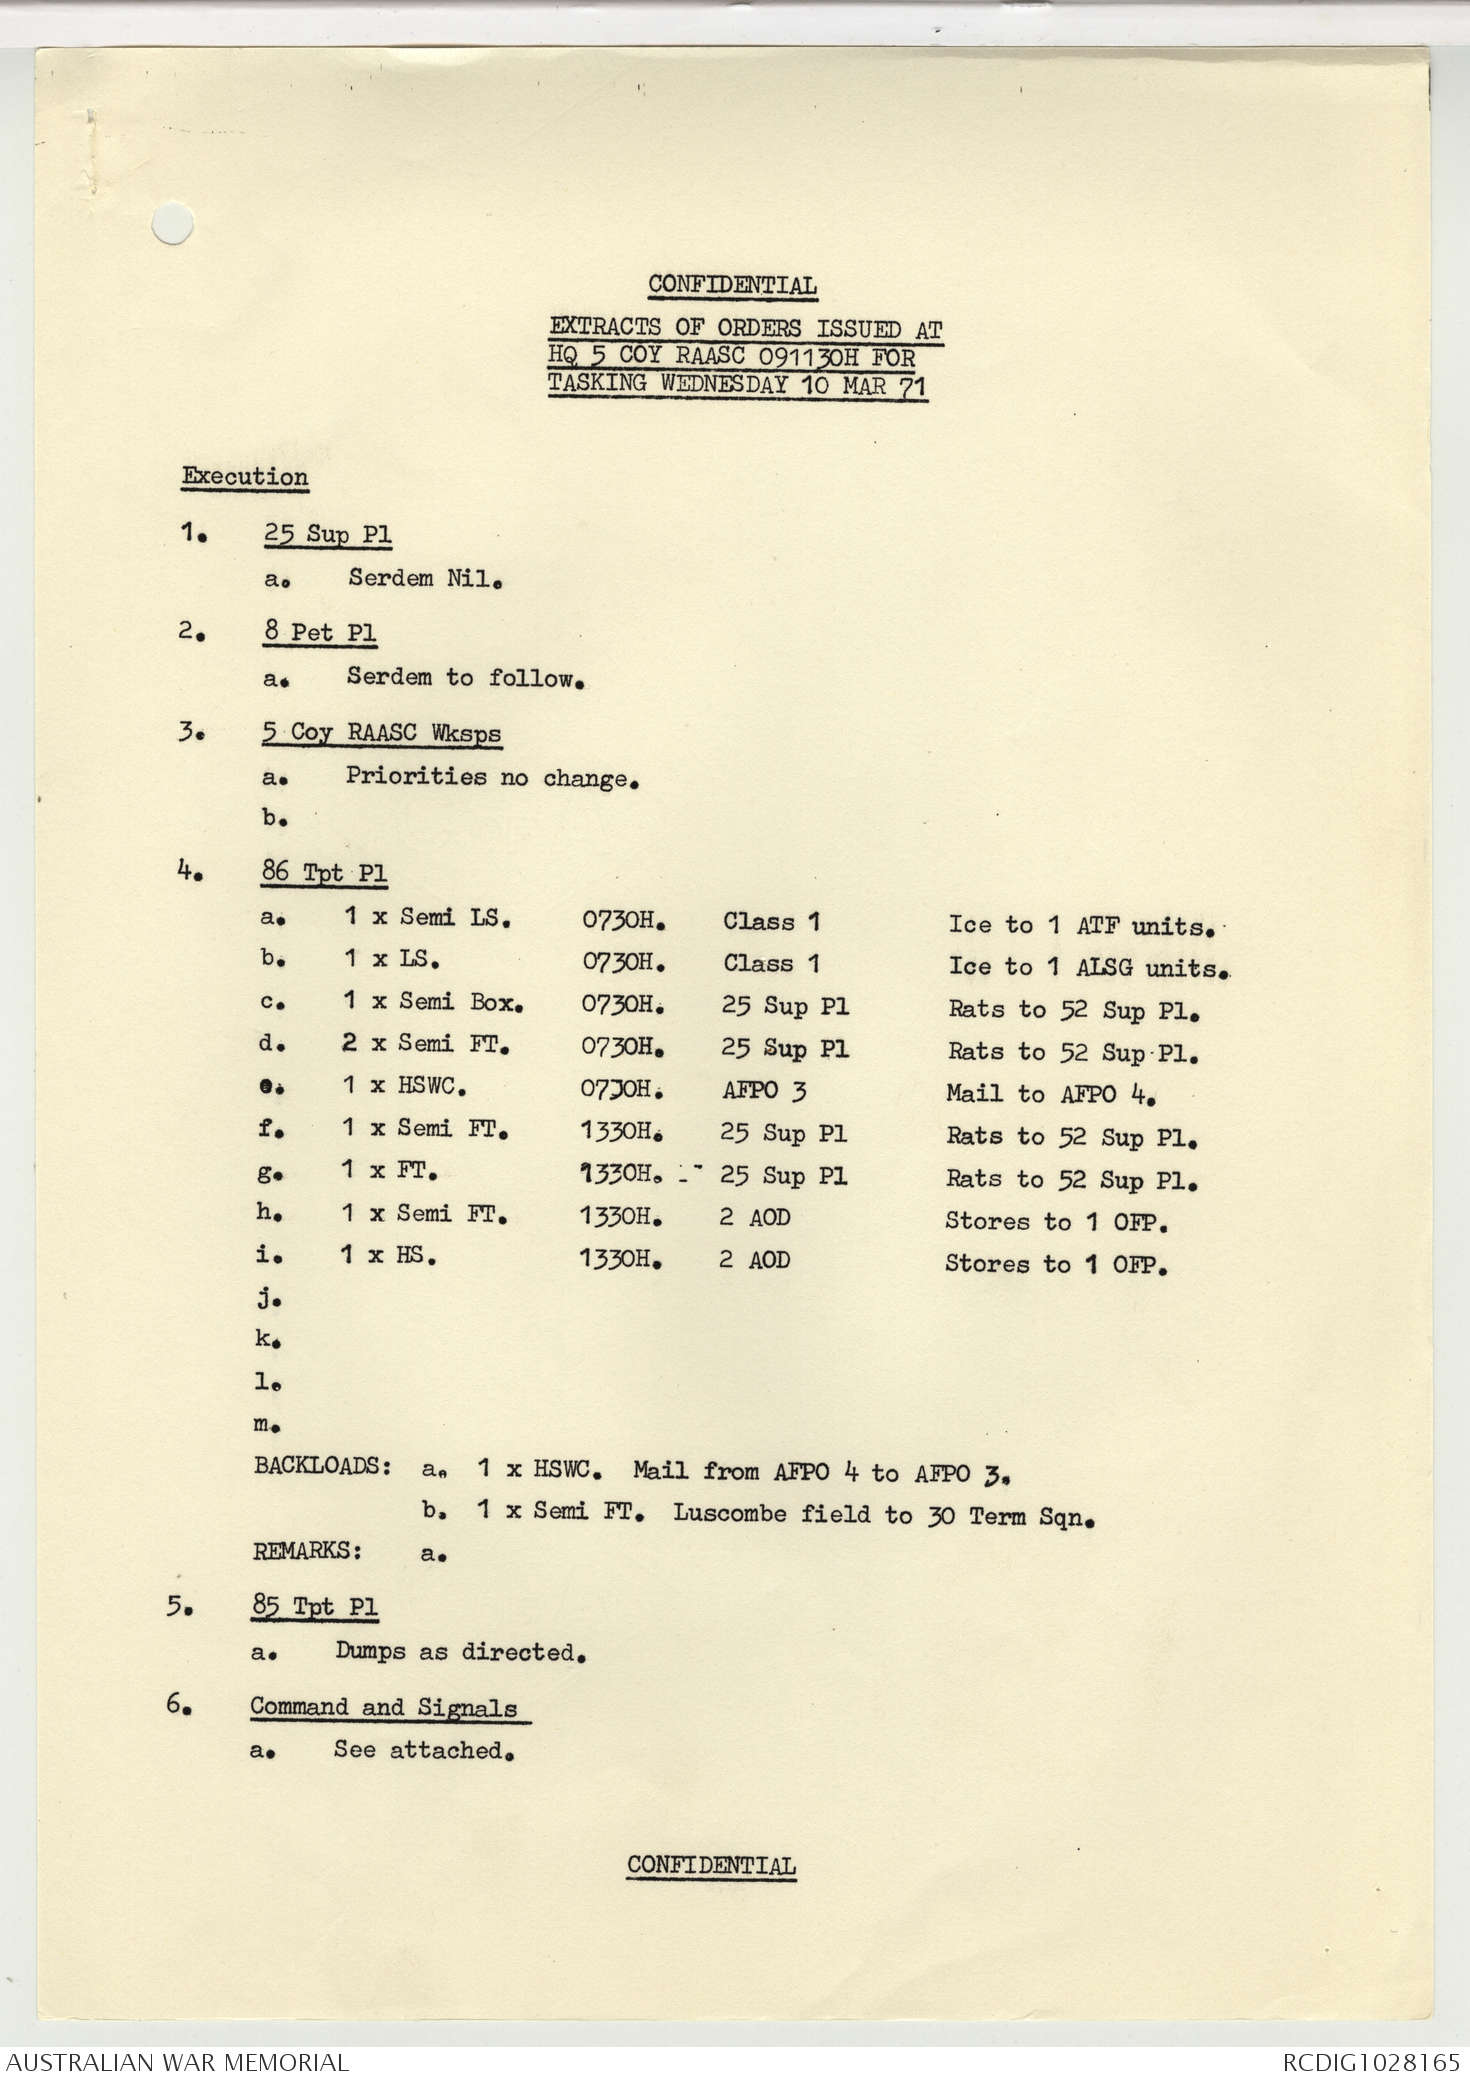 CONFIDENTIAL
EXTRACTS OF ORDERS ISSUED AT
HQ 5 COY RAASC 091130H FOR
TASKING WEDNESDAY 10 MAR 71
Execution
1. 25 Sup Pl
a. Serdem Nil.
2. 8 Pet Pl
a. Serdem to follow.
3. 5 Coy RAASC Wksps
a. Priorities no change.
b.
4. 86 Tpt Pl
a. 1 x Semi LS. 0730H. Class 1 Ice to 1 ATF units.
b. 1 x LS. 0730H. Class 1 Ice to 1 ALSG units.
c. 1 x Semi Box. 0730H. 25 Sup Pl Rats to 52 Sup Pl.
d. 2 x Semi FT. 0730H. 25 Sup Pl Rats to 52 Sup Pl.
e. 1 x HSWC. 0730H. AFPO 3 Mail to AFPO 4.
f. 1 x Semi FT. 1330H. 25 Sup Pl Rats to 52 Sup Pl.
g. 1 x FT. 1330H. 25 Sup Pl Rats to 52 Sup Pl.
h. 1 x Semi FT. 1330H. 2 AOD Stores to 1 OFP.
i. 1 x HS. 1330H. 2 AOD Stores to 1 OFP.
j.
k.
l.
m.
BACKLOADS: a. 1 x HSWC. Mail from AFPO 4 to AFPO 3.
b. 1 x Semi FT. Luscombe field to 30 Term Sqn.
REMARKS: a.
5. 85 Tpt Pl
a. Dumps as directed.
6. Command and Signals
a. See attached.
CONFIDENTIAL
AUSTRALIAN WAR MEMORIAL RCDIG1028165